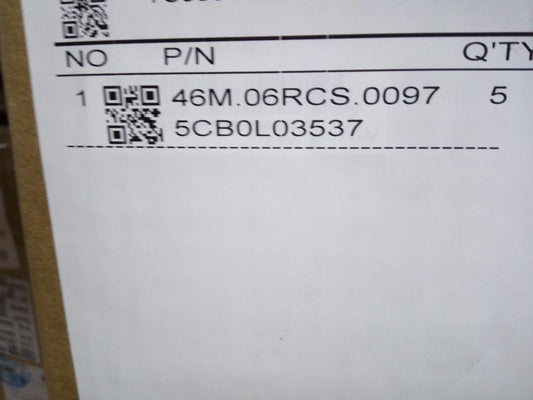 NO P/N Q'TY
1 46M.06RCS.0097 5
5CB0L03537